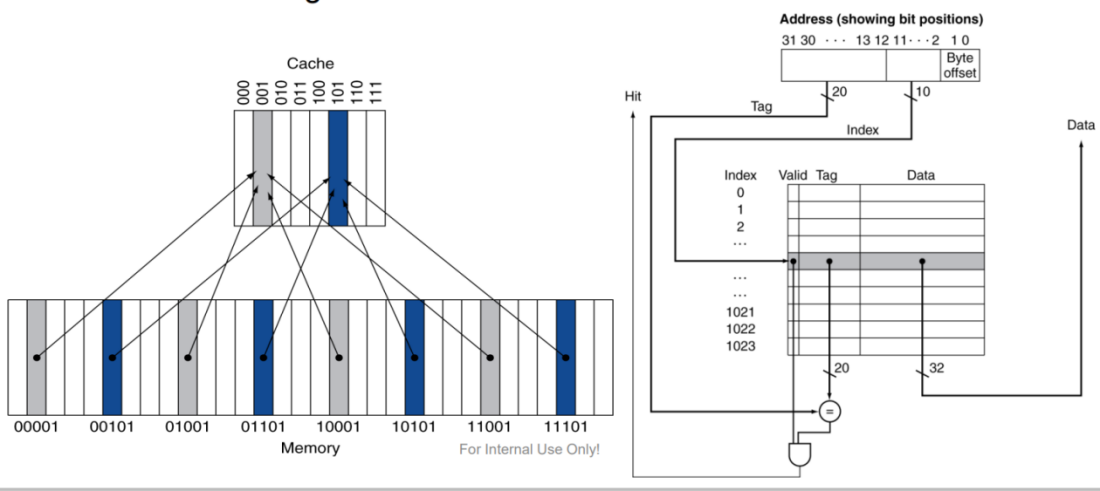 Cache
000 001 010 011 100 101 110 111
00001 00101 01001 01101 10001 10101 11001 11101
Memory
For Internal Use Only!
Address (showing bit positions)
31 30 · · · 13 12 11 · · · 2 1 0
Byte
offset
20 10
Hit
Tag
Index
Data
Index Valid Tag Data
0
1
2
...
...
...
1021
1022
1023
20 32
=